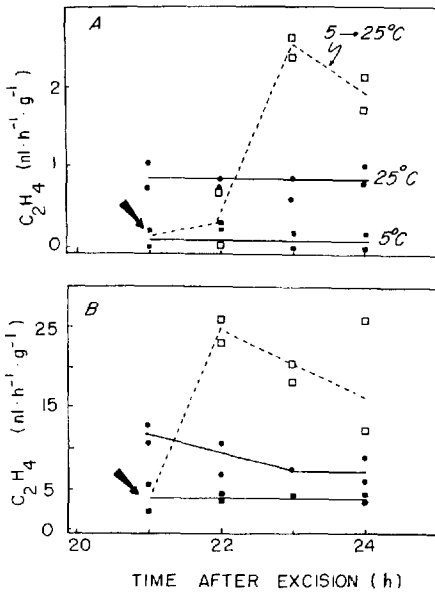 A
5→25°C
C₂H₄ (nl·h⁻¹·g⁻¹)
2
1
0
25°C
5°C
B
C₂H₄ (nl·h⁻¹·g⁻¹)
25
15
5
0
20
22
24
TIME AFTER EXCISION (h)